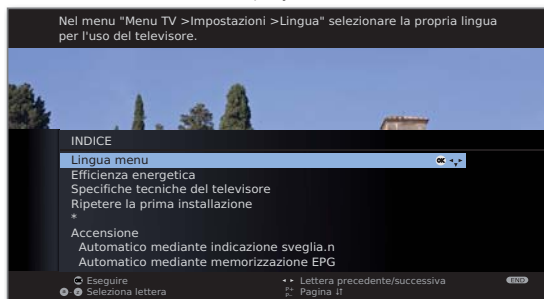 Nel menu "Menu TV >Impostazioni >Lingua" selezionare la propria lingua
per l'uso del televisore.
INDICE
Lingua menu OK
Efficienza energetica
Specifiche tecniche del televisore
Ripetere la prima installazione
*
Accensione
Automatico mediante indicazione sveglia.n
Automatico mediante memorizzazione EPG
OK Eseguire Lettera precedente/successiva END
Seleziona lettera P+ P- Pagina